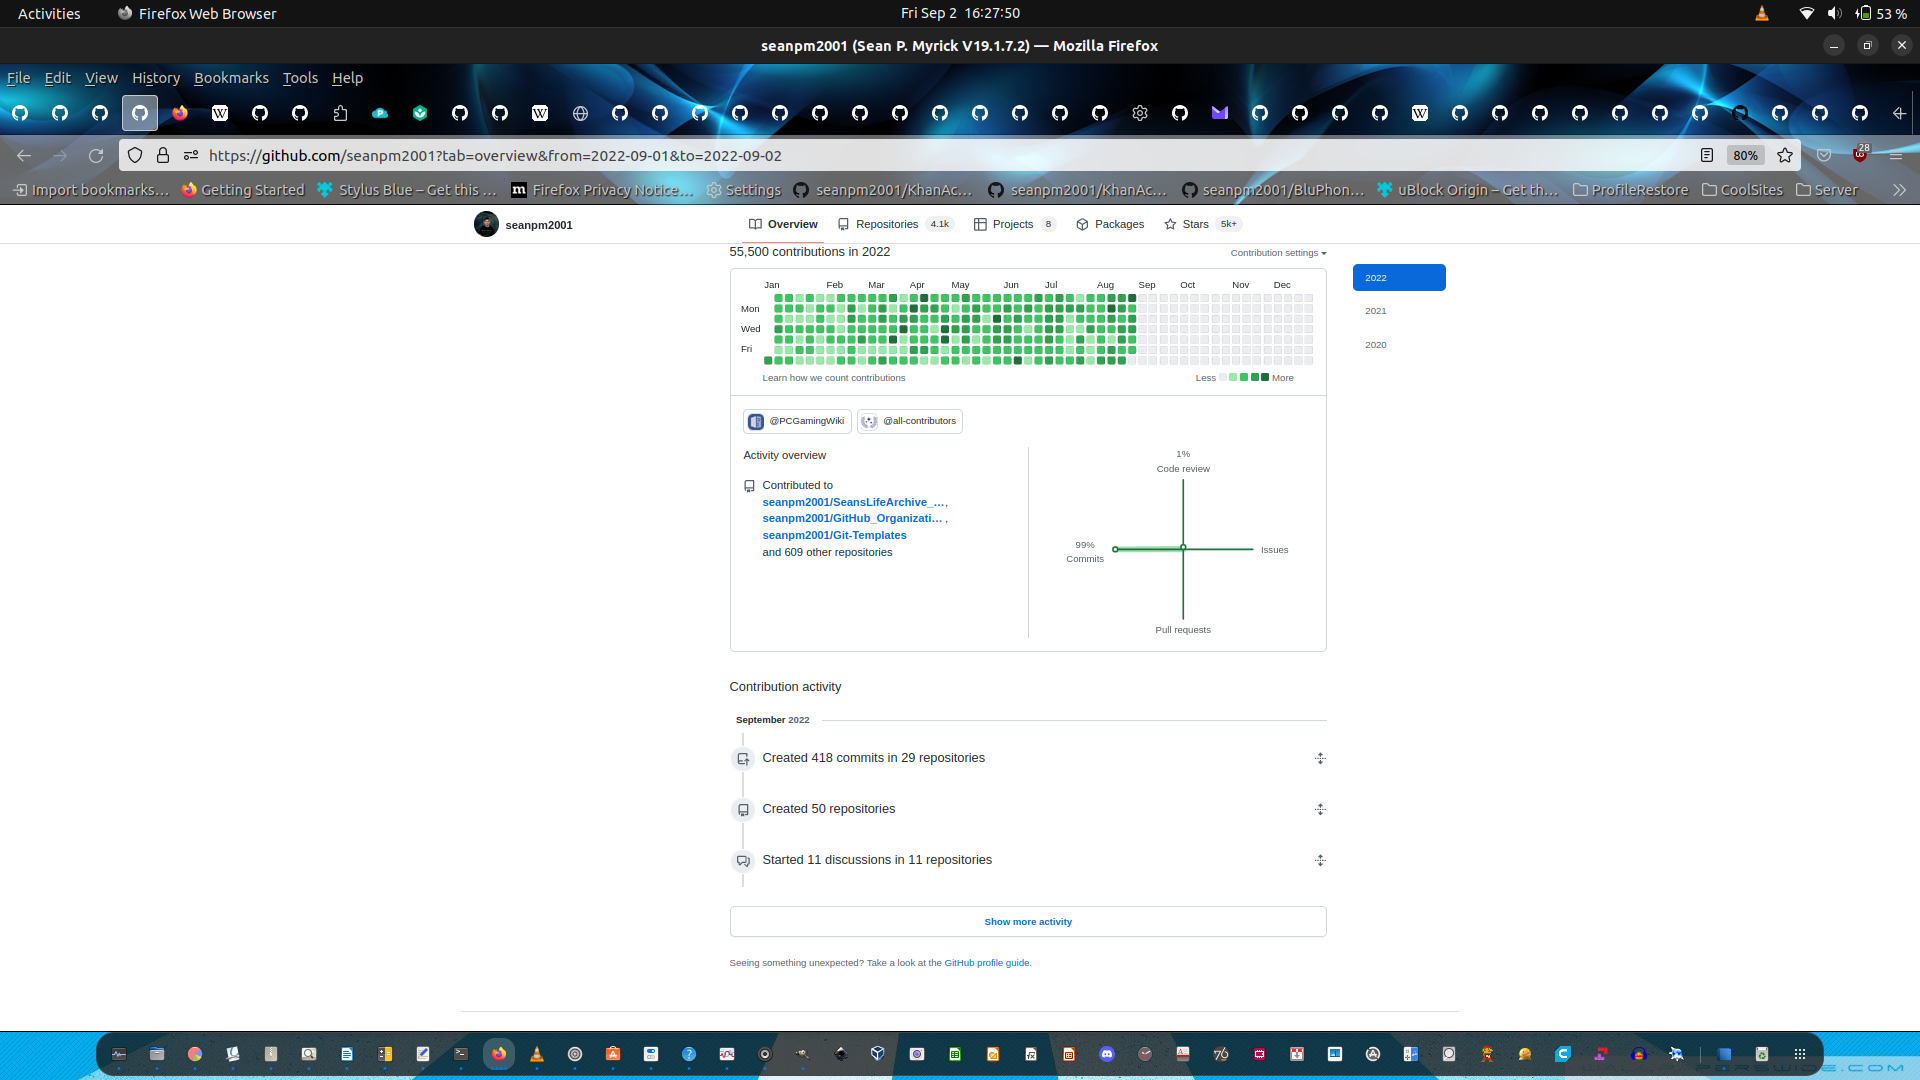 Activities Firefox Web Browser Fri Sep 2 16:27:50 53 %
seanpm2001 (Sean P. Myrick V19.1.7.2) — Mozilla Firefox
File Edit View History Bookmarks Tools Help
https://github.com/seanpm2001?tab=overview&from=2022-09-01&to=2022-09-02 80% 28
Import bookmarks… Getting Started Stylus Blue – Get this … Firefox Privacy Notice… Settings seanpm2001/KhanAc… seanpm2001/KhanAc… seanpm2001/BluPhon… uBlock Origin – Get th… ProfileRestore CoolSites Server
seanpm2001 Overview Repositories 4.1k Projects 8 Packages Stars 5k+
55,500 contributions in 2022 Contribution settings
2022
2021
2020
Jan Feb Mar Apr May Jun Jul Aug Sep Oct Nov Dec
Mon
Wed
Fri
Learn how we count contributions Less More
@PCGamingWiki @all-contributors
Activity overview
Contributed to
seanpm2001/SeansLifeArchive_…,
seanpm2001/GitHub_Organizati… ,
seanpm2001/Git-Templates
and 609 other repositories
1%
Code review
99%
Commits
Issues
Pull requests
Contribution activity
September 2022
Created 418 commits in 29 repositories
Created 50 repositories
Started 11 discussions in 11 repositories
Show more activity
Seeing something unexpected? Take a look at the GitHub profile guide.